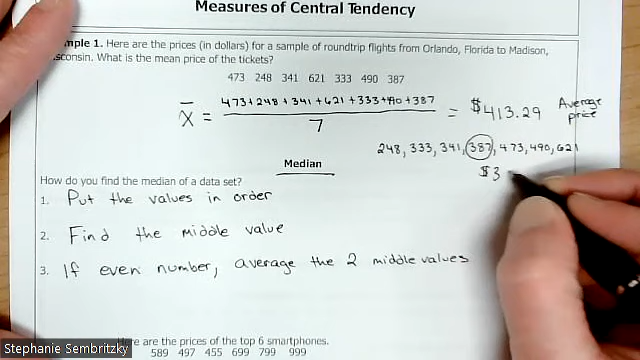 Measures of Central Tendency
mple 1. Here are the prices (in dollars) for a sample of roundtrip flights from Orlando, Florida to Madison,
sconsin. What is the mean price of the tickets?
473 248 341 621 333 490 387
x̄ = 473+248+341+621+333+490+387 / 7 = $413.29 Average price
248, 333, 341, 387, 473, 490, 621
Median
$3
How do you find the median of a data set?
1. Put the values in order
2. Find the middle value
3. If even number, average the 2 middle values
re are the prices of the top 6 smartphones.
589 497 455 699 799 999
Stephanie Sembritzky